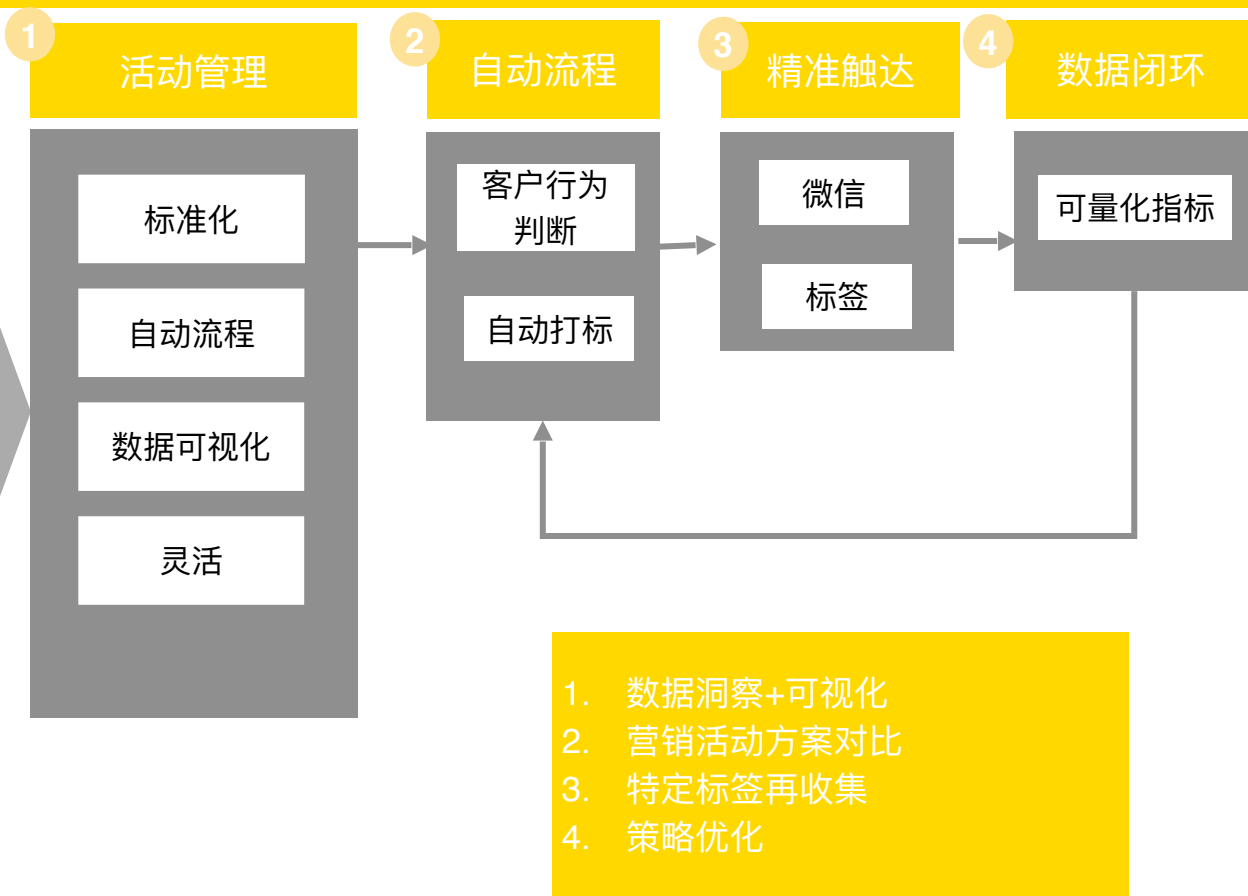 1
活动管理
标准化
自动流程
数据可视化
灵活
2
自动流程
客户行为
判断
自动打标
3
精准触达
微信
标签
4
数据闭环
可量化指标
1. 数据洞察+可视化
2. 营销活动方案对比
3. 特定标签再收集
4. 策略优化